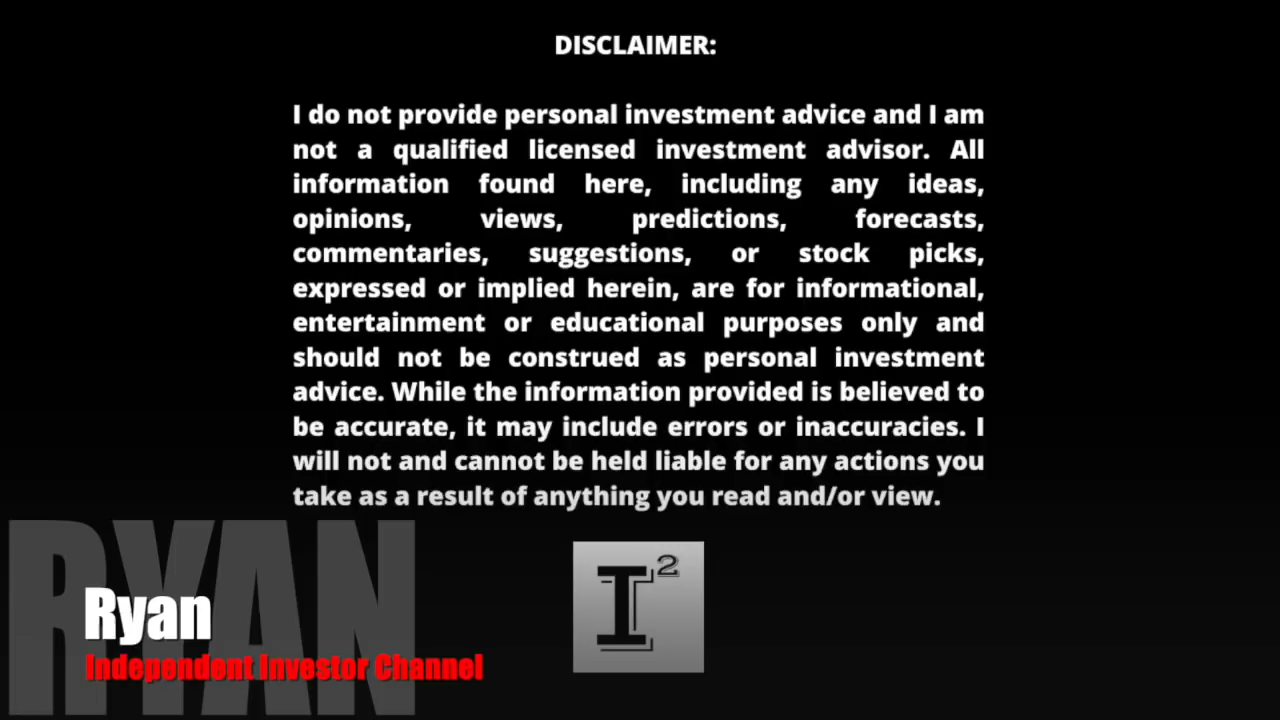 DISCLAIMER:
I do not provide personal investment advice and I am
not a qualified licensed investment advisor. All
information found here, including any ideas,
opinions, views, predictions, forecasts,
commentaries, suggestions, or stock picks,
expressed or implied herein, are for informational,
entertainment or educational purposes only and
should not be construed as personal investment
advice. While the information provided is believed to
be accurate, it may include errors or inaccuracies. I
will not and cannot be held liable for any actions you
take as a result of anything you read and/or view.
RYAN
Ryan
Independent Investor Channel
I²